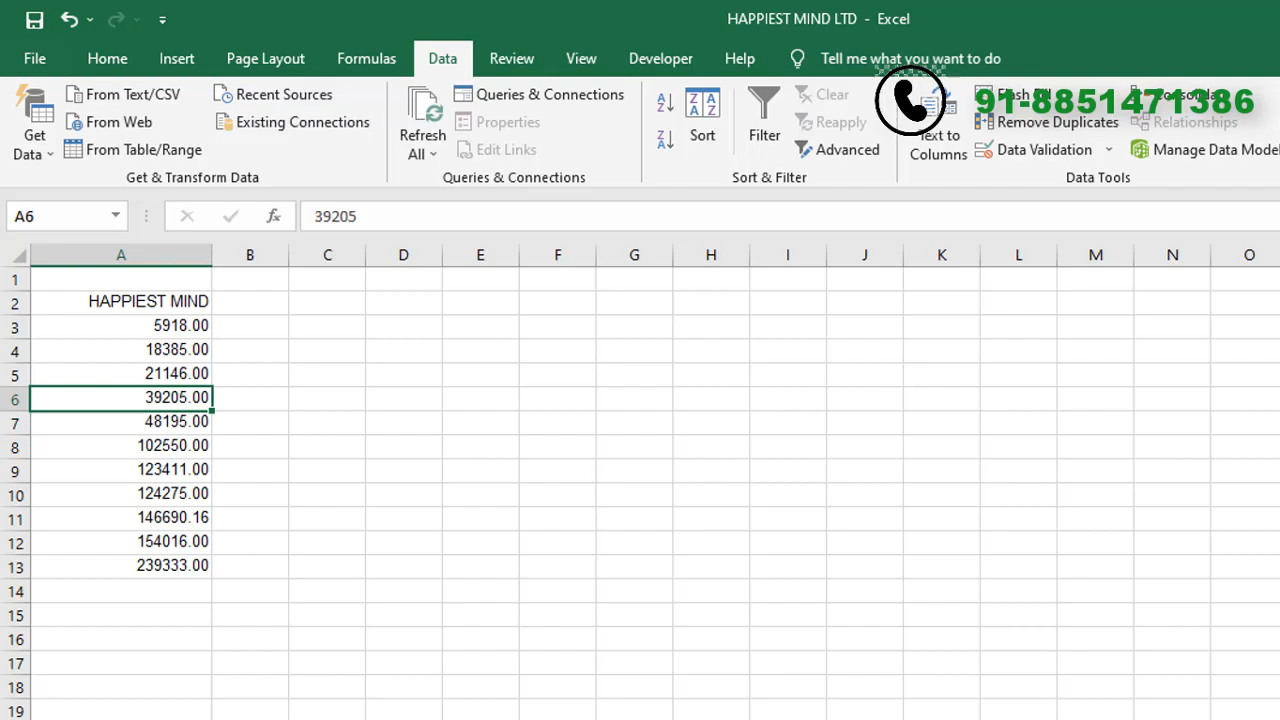 HAPPIEST MIND LTD - Excel
File Home Insert Page Layout Formulas Data Review View Developer Help Tell me what you want to do
From Text/CSV Recent Sources Queries & Connections Clear Flash Fill
91-8851471386
From Web Existing Connections Properties Reapply Remove Duplicates Relationships
Get Data From Table/Range Refresh All Edit Links Sort Filter Advanced Text to Columns Data Validation Manage Data Model
Get & Transform Data Queries & Connections Sort & Filter Data Tools
A6 fx 39205
A B C D E F G H I J K L M N O
1
2 HAPPIEST MIND
3 5918.00
4 18385.00
5 21146.00
6 39205.00
7 48195.00
8 102550.00
9 123411.00
10 124275.00
11 146690.16
12 154016.00
13 239333.00
14
15
16
17
18
19